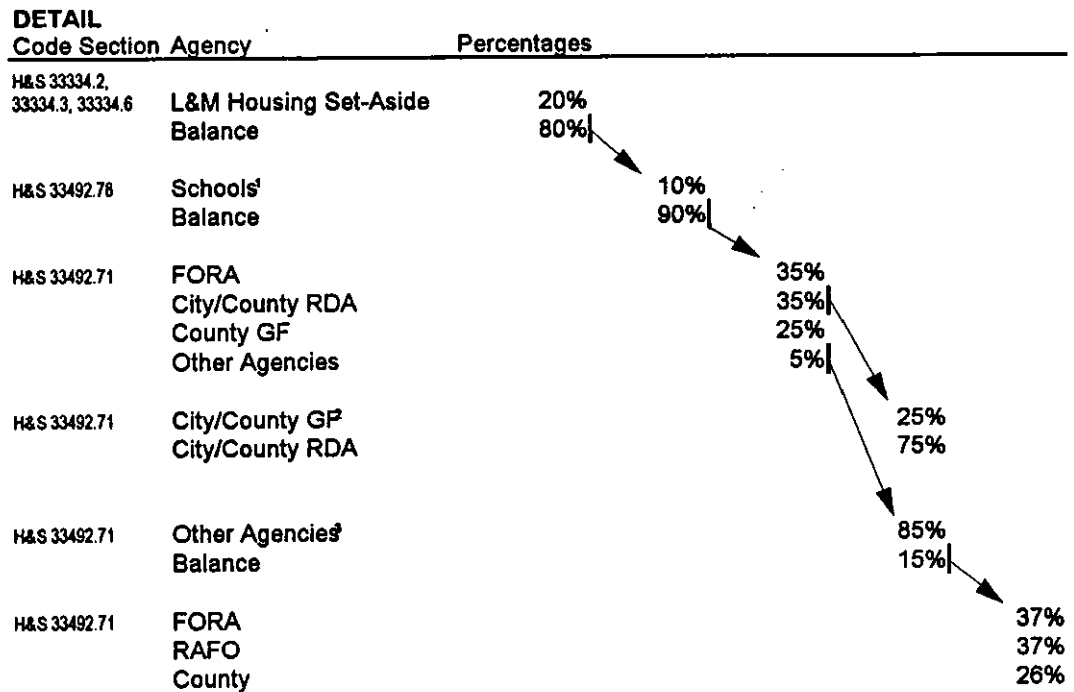 DETAIL
Code Section Agency Percentages
H&S 33334.2,
33334.3, 33334.6 L&M Housing Set-Aside 20%
Balance 80%
H&S 33492.78 Schools¹ 10%
Balance 90%
H&S 33492.71 FORA 35%
City/County RDA 35%
County GF 25%
Other Agencies 5%
H&S 33492.71 City/County GF² 25%
City/County RDA 75%
H&S 33492.71 Other Agencies³ 85%
Balance 15%
H&S 33492.71 FORA 37%
RAFO 37%
County 26%